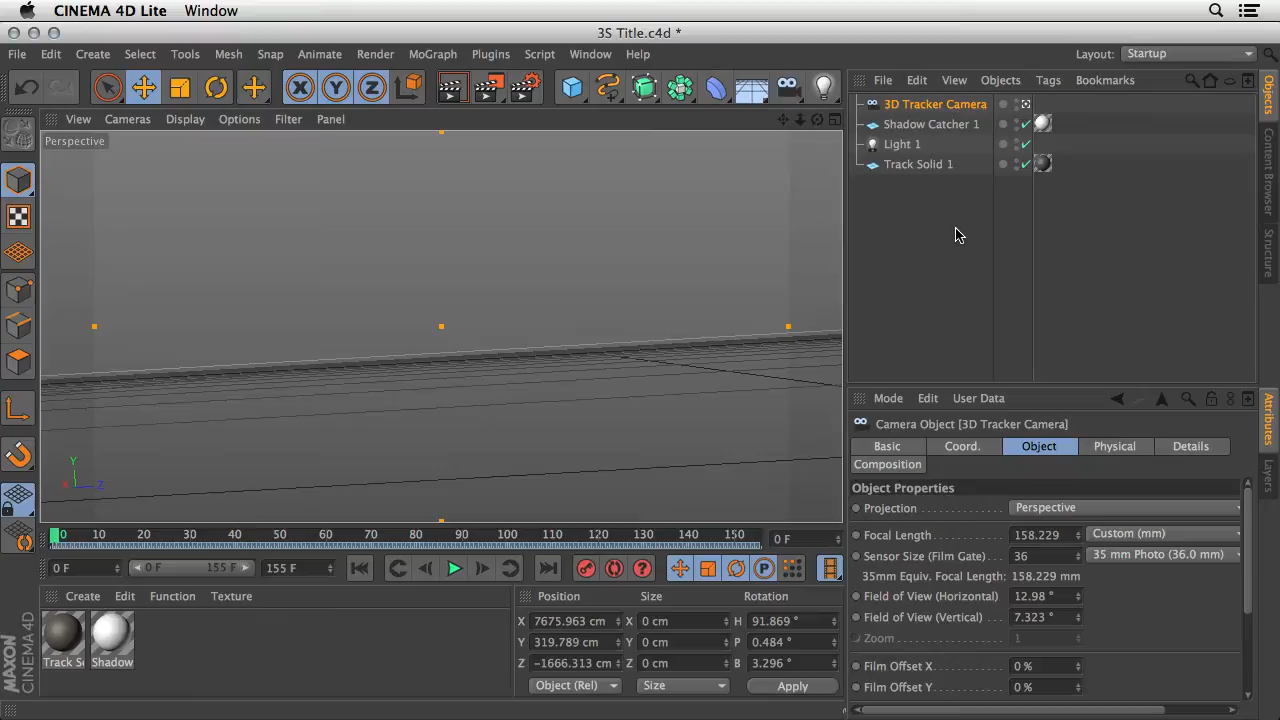 CINEMA 4D Lite Window
3S Title.c4d *
File Edit Create Select Tools Mesh Snap Animate Render MoGraph Plugins Script Window Help Layout: Startup
X Y Z
File Edit View Objects Tags Bookmarks
View Cameras Display Options Filter Panel
Perspective
3D Tracker Camera
Shadow Catcher 1
Light 1
Track Solid 1
Objects
Content Browser
Structure
Mode Edit User Data
Camera Object [3D Tracker Camera]
Basic Coord. Object Physical Details
Composition
Object Properties
Projection Perspective
Focal Length 158.229 Custom (mm)
Sensor Size (Film Gate) 36 35 mm Photo (36.0 mm)
35mm Equiv. Focal Length: 158.229 mm
Field of View (Horizontal) 12.98 °
Field of View (Vertical) 7.323 °
Zoom 1
Film Offset X 0 %
Film Offset Y 0 %
Attributes
Layers
Y
X Z
0 10 20 30 40 50 60 70 80 90 100 110 120 130 140 150 0 F
0 F 0 F 155 F 155 F
P
Create Edit Function Texture
Track So Shadow
Position Size Rotation
X 7675.963 cm X 0 cm H 91.869 °
Y 319.789 cm Y 0 cm P 0.484 °
Z −1666.313 cm Z 0 cm B 3.296 °
Object (Rel) Size Apply
MAXON
CINEMA 4D